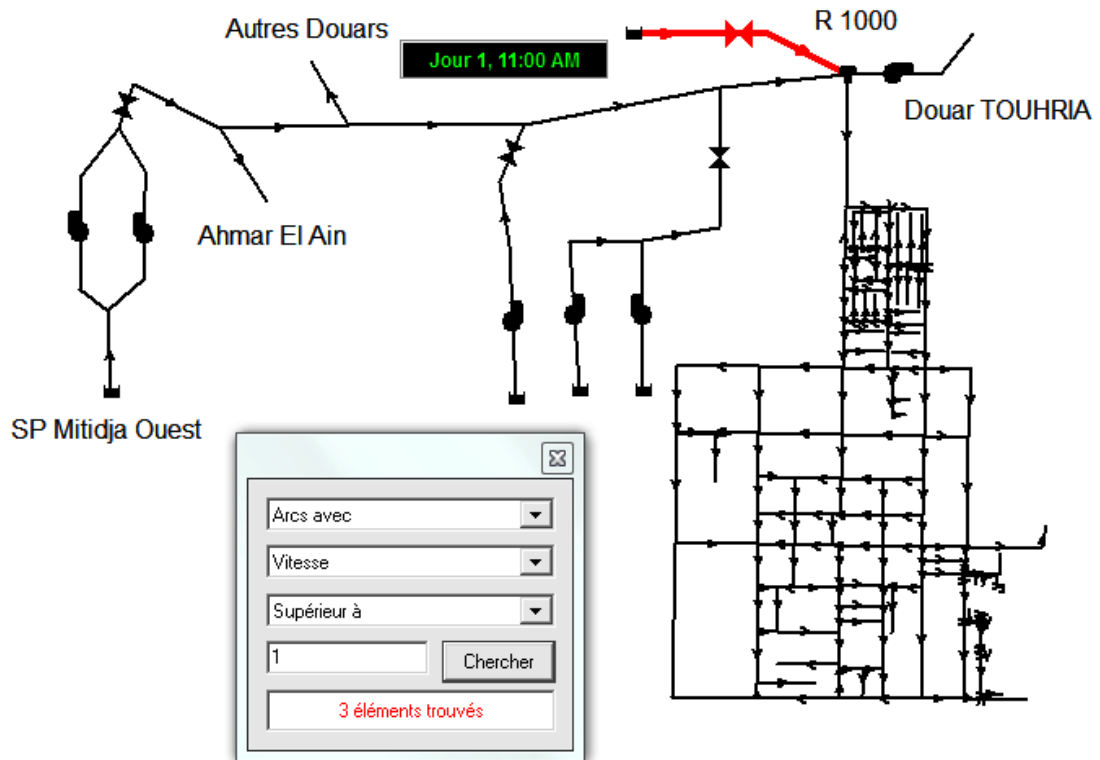 Autres Douars
R 1000
Jour 1, 11:00 AM
Douar TOUHRIA
Ahmar El Ain
SP Mitidja Ouest
Arcs avec
Vitesse
Supérieur à
1
Chercher
3 éléments trouvés